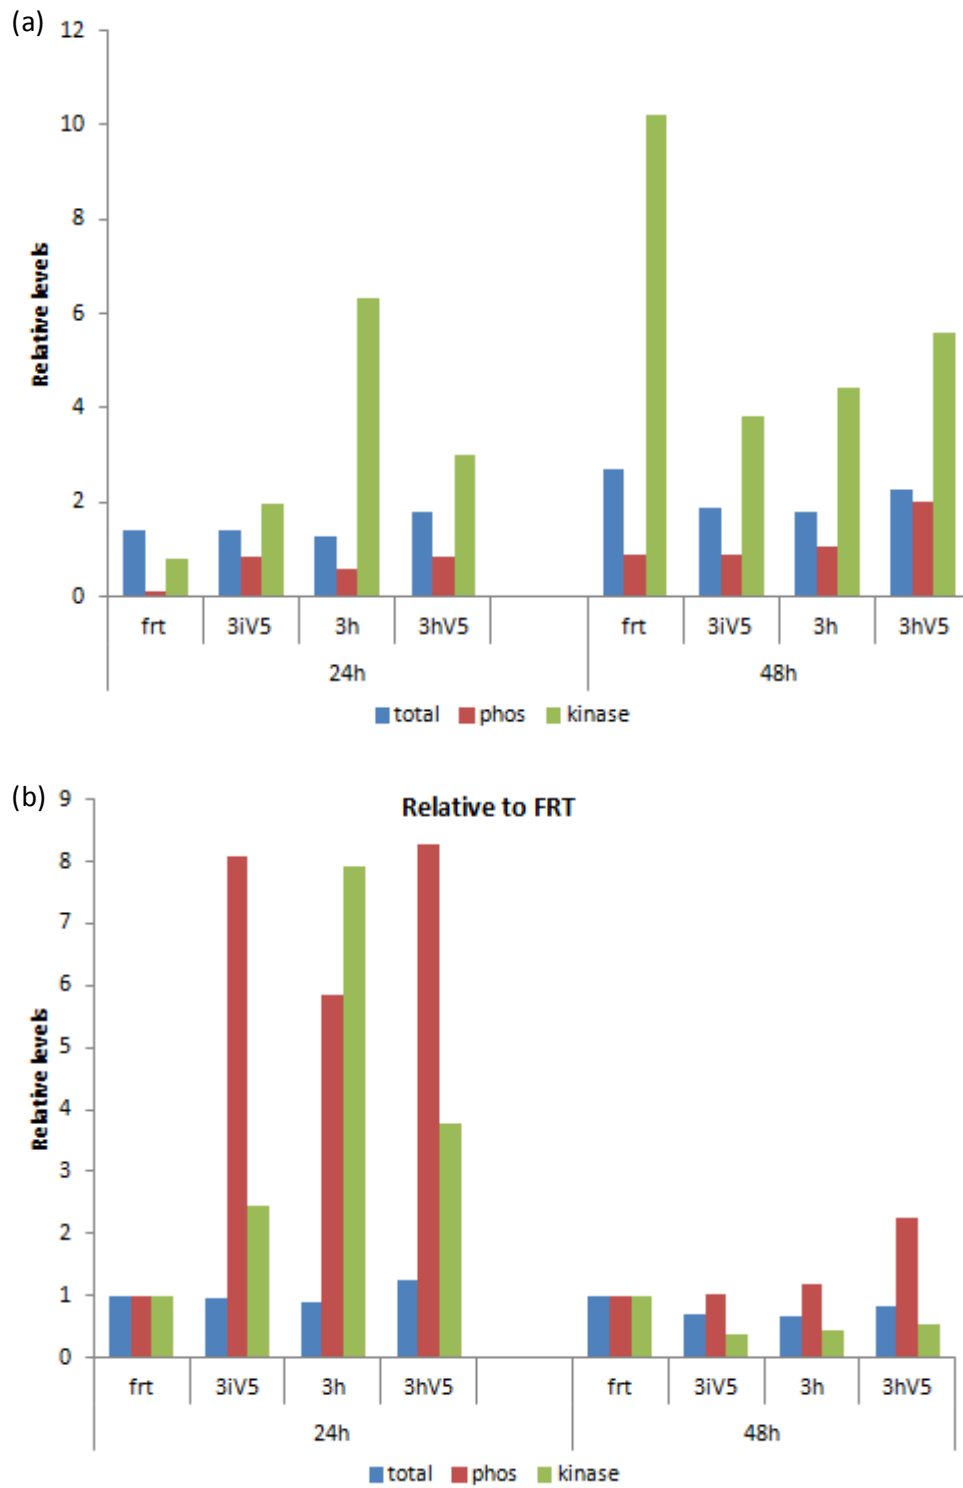 (a)
12
10
8
6
4
2
0
Relative levels
frt 3iV5 3h 3hV5 frt 3iV5 3h 3hV5
24h 48h
total phos kinase
(b)
Relative to FRT
9
8
7
6
5
4
3
2
1
0
Relative levels
frt 3iV5 3h 3hV5 frt 3iV5 3h 3hV5
24h 48h
total phos kinase